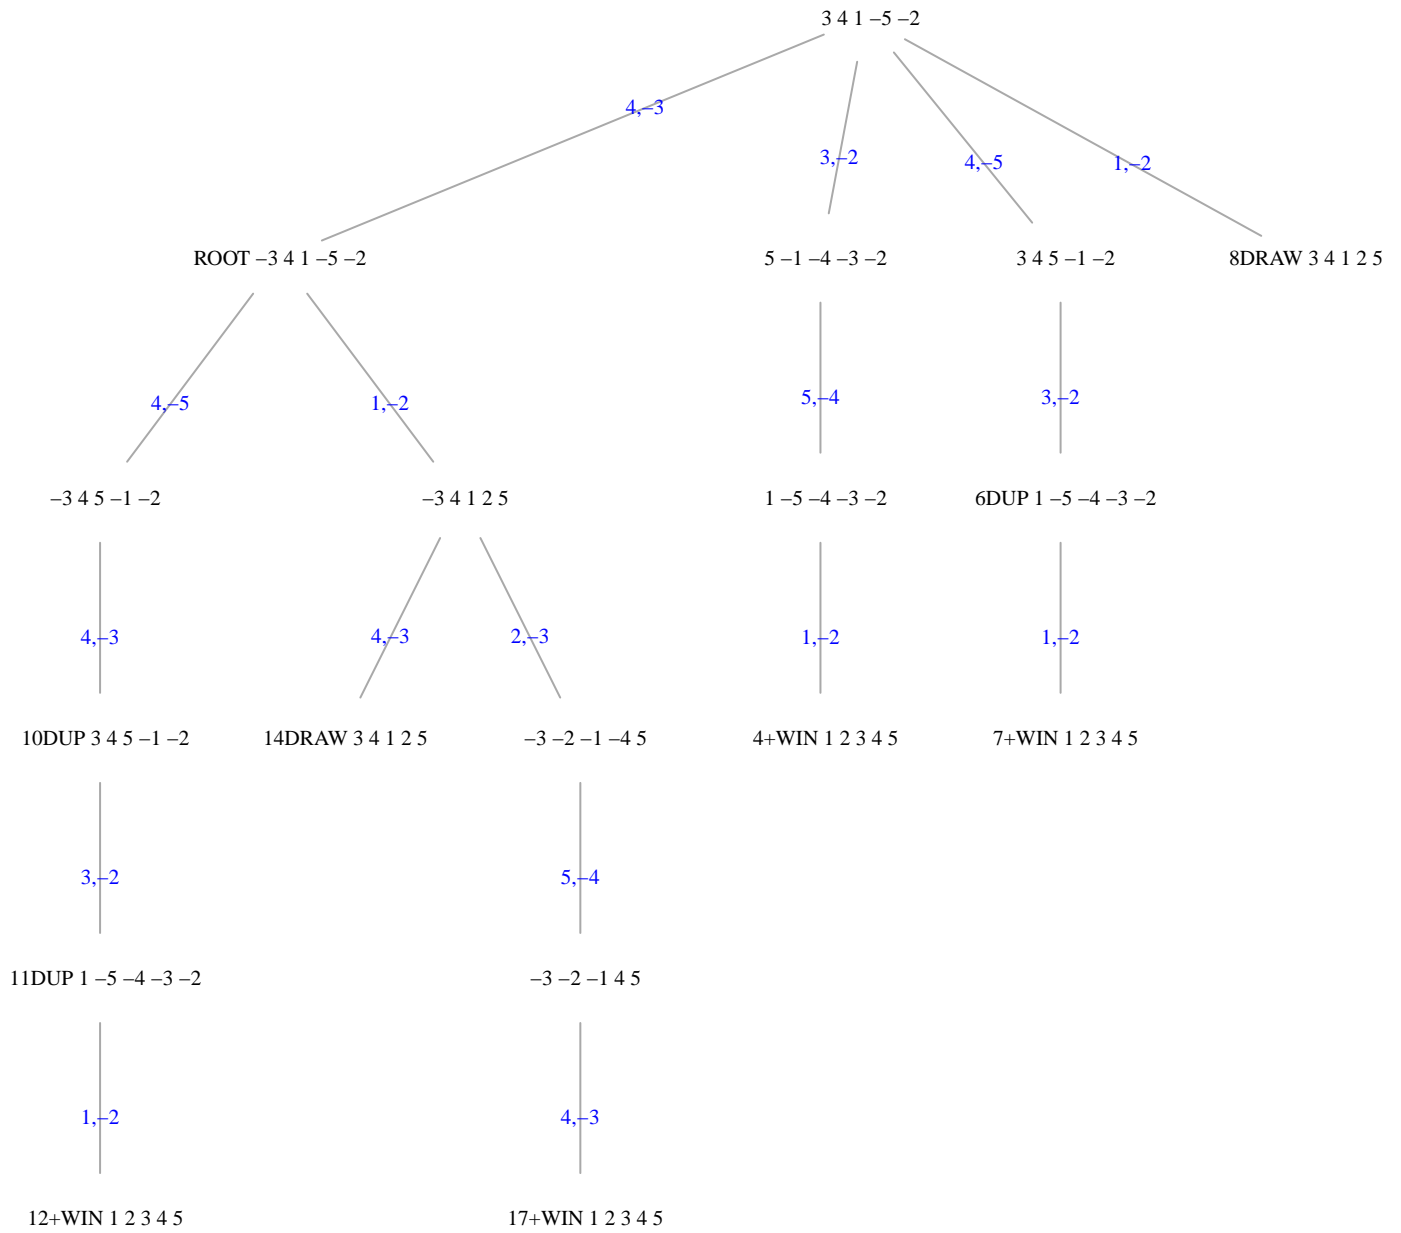 3 4 1 –5 –2
4,–3
3,–2
4,–5
1,–2
ROOT –3 4 1 –5 –2
5 –1 –4 –3 –2
3 4 5 –1 –2
8DRAW 3 4 1 2 5
4,–5
1,–2
5,–4
3,–2
–3 4 5 –1 –2
–3 4 1 2 5
1 –5 –4 –3 –2
6DUP 1 –5 –4 –3 –2
4,–3
4,–3
2,–3
1,–2
1,–2
10DUP 3 4 5 –1 –2
14DRAW 3 4 1 2 5
–3 –2 –1 –4 5
4+WIN 1 2 3 4 5
7+WIN 1 2 3 4 5
3,–2
5,–4
11DUP 1 –5 –4 –3 –2
–3 –2 –1 4 5
1,–2
4,–3
12+WIN 1 2 3 4 5
17+WIN 1 2 3 4 5